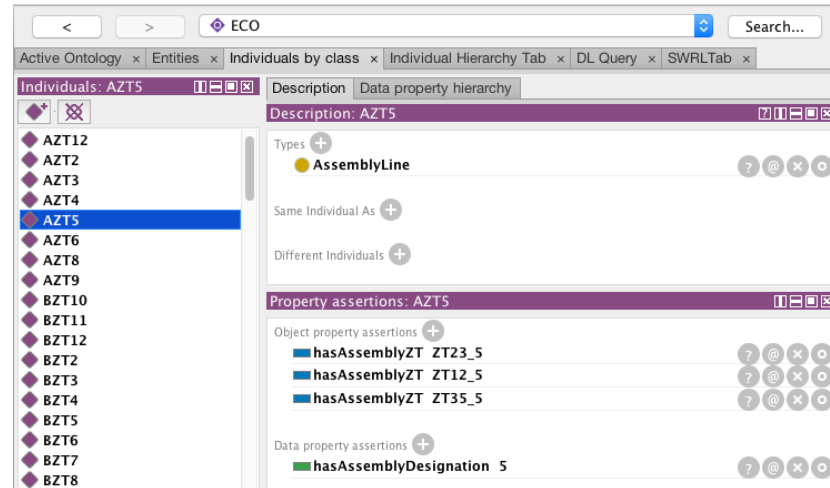 < > ECO Search...
Active Ontology × Entities × Individuals by class × Individual Hierarchy Tab × DL Query × SWRLTab ×
Individuals: AZT5
AZT12
AZT2
AZT3
AZT4
AZT5
AZT6
AZT8
AZT9
BZT10
BZT11
BZT12
BZT2
BZT3
BZT4
BZT5
BZT6
BZT7
BZT8
Description Data property hierarchy
Description: AZT5
Types
AssemblyLine
Same Individual As
Different Individuals
Property assertions: AZT5
Object property assertions
hasAssemblyZT ZT23_5
hasAssemblyZT ZT12_5
hasAssemblyZT ZT35_5
Data property assertions
hasAssemblyDesignation 5